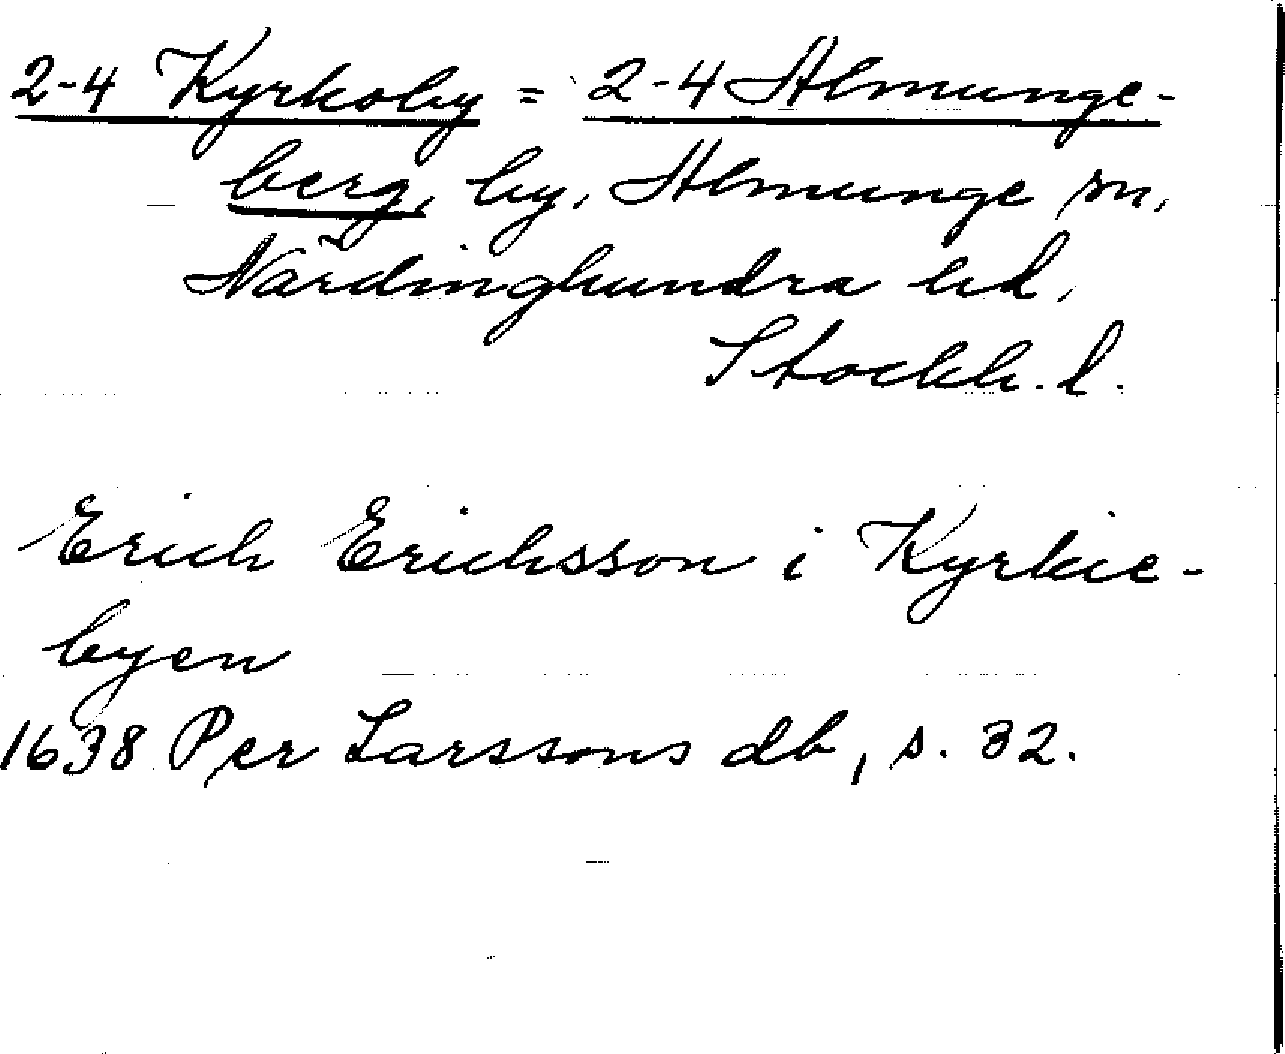 2-4 Kyrkoby = 2-4 Almunge-
berg, by, Almunge sn,
Närdinghundra hd,
Stockh. l.
Erich Erichsson i Kyrkie-
byen
1638 Per Larssons db, s. 32.